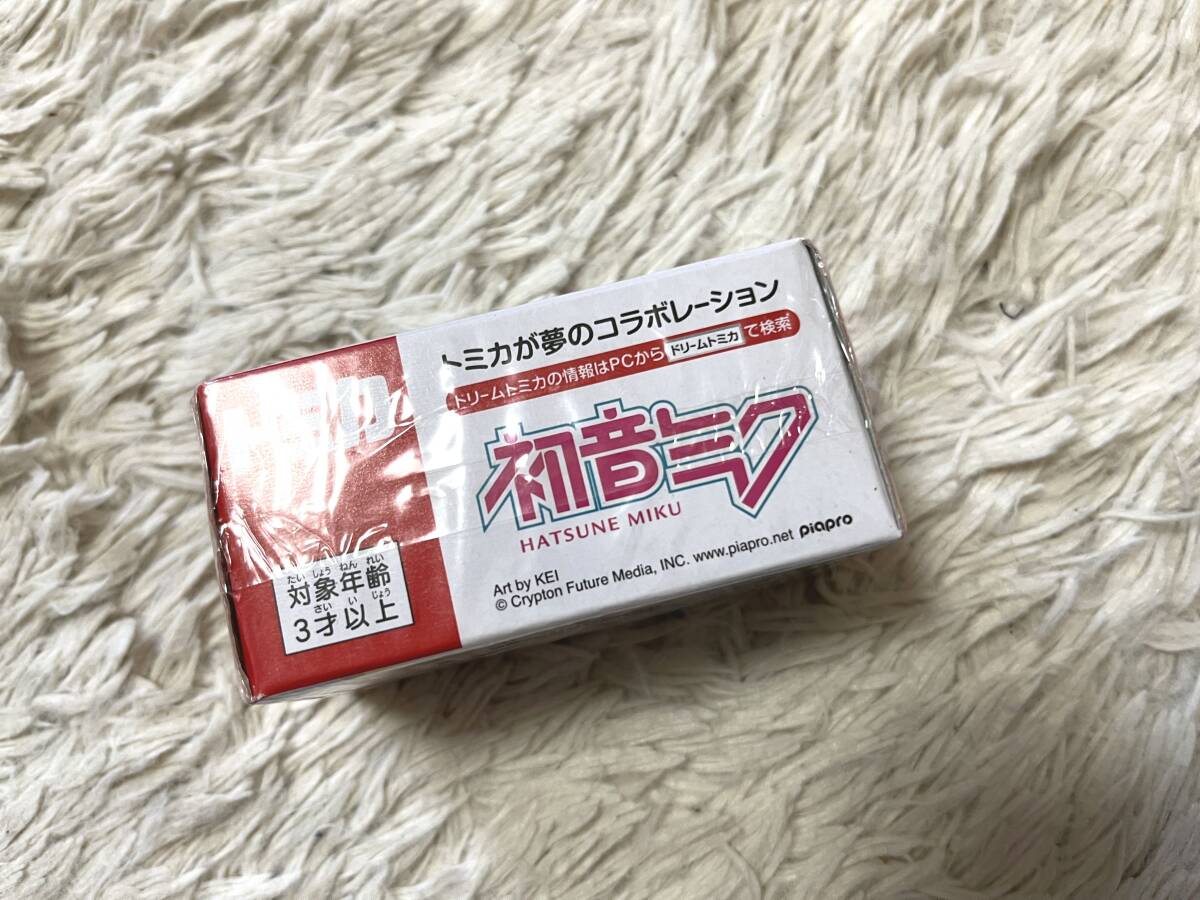 トミカが夢のコラボレーション
ドリームトミカの情報はPCから ドリームトミカ で検索
初音ミク
HATSUNE MIKU
Art by KEI
© Crypton Future Media, INC. www.piapro.net piapro
たいしょうねんれい
対象年齢
さいいじょう
3才以上